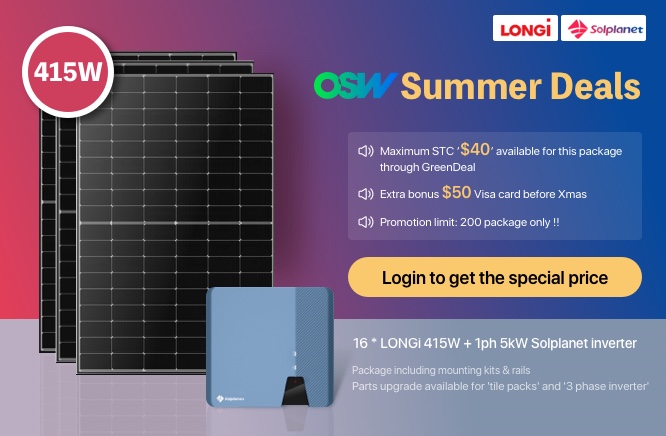 LONGi Solplanet
415W
OSW Summer Deals
Maximum STC ‘$40’ available for this package
through GreenDeal
Extra bonus $50 Visa card before Xmas
Promotion limit: 200 package only !!
Login to get the special price
16 * LONGi 415W + 1ph 5kW Solplanet inverter
Package including mounting kits & rails
Parts upgrade available for 'tile packs' and '3 phase inverter'
Solplanet